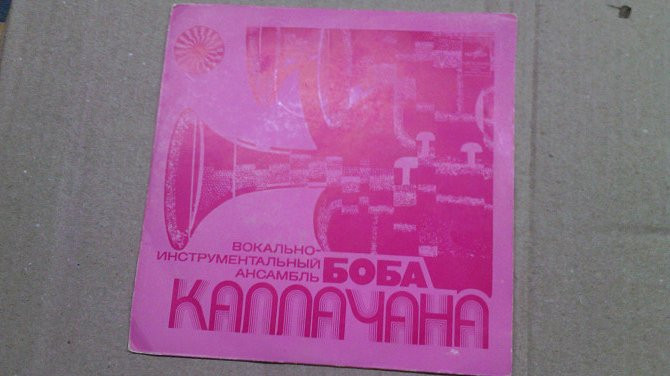 ВОКАЛЬНО-
ИНСТРУМЕНТАЛЬНЫЙ
АНСАМБЛЬ БОБА
КАЛЛАЧАНА